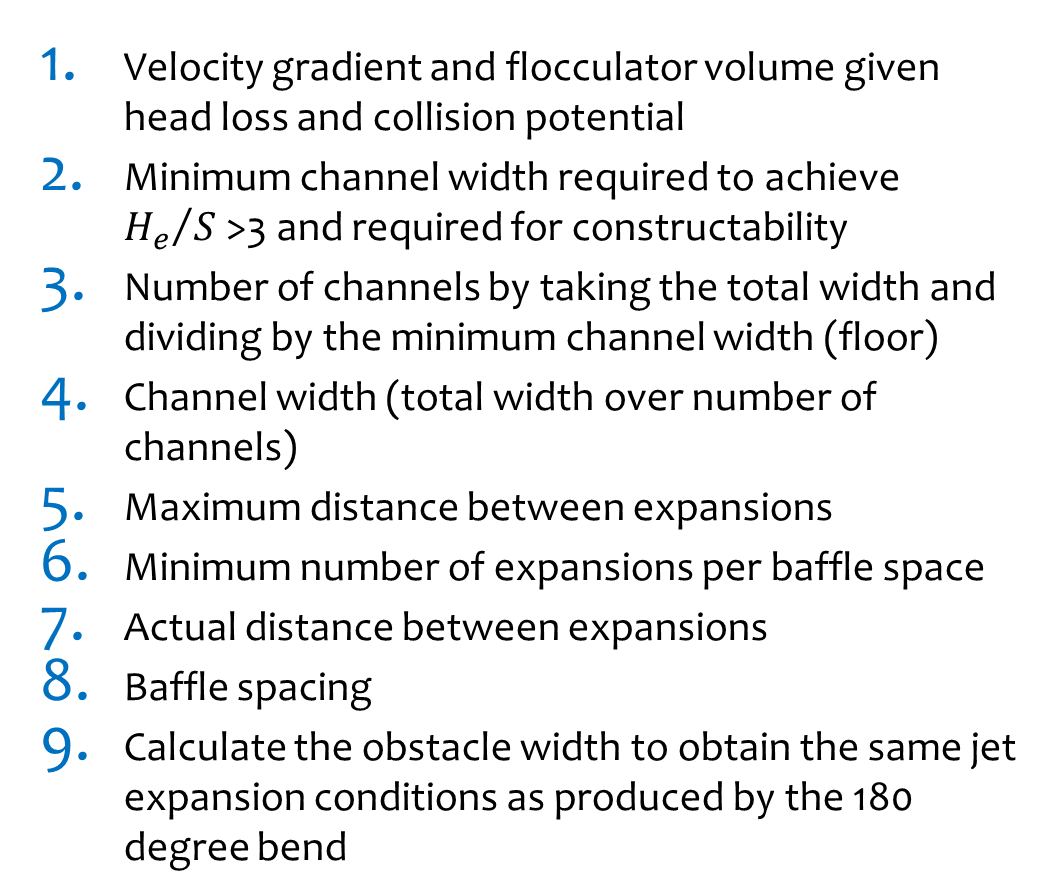 1. Velocity gradient and flocculator volume given
head loss and collision potential
2. Minimum channel width required to achieve
Hₑ/S >3 and required for constructability
3. Number of channels by taking the total width and
dividing by the minimum channel width (floor)
4. Channel width (total width over number of
channels)
5. Maximum distance between expansions
6. Minimum number of expansions per baffle space
7. Actual distance between expansions
8. Baffle spacing
9. Calculate the obstacle width to obtain the same jet
expansion conditions as produced by the 180
degree bend